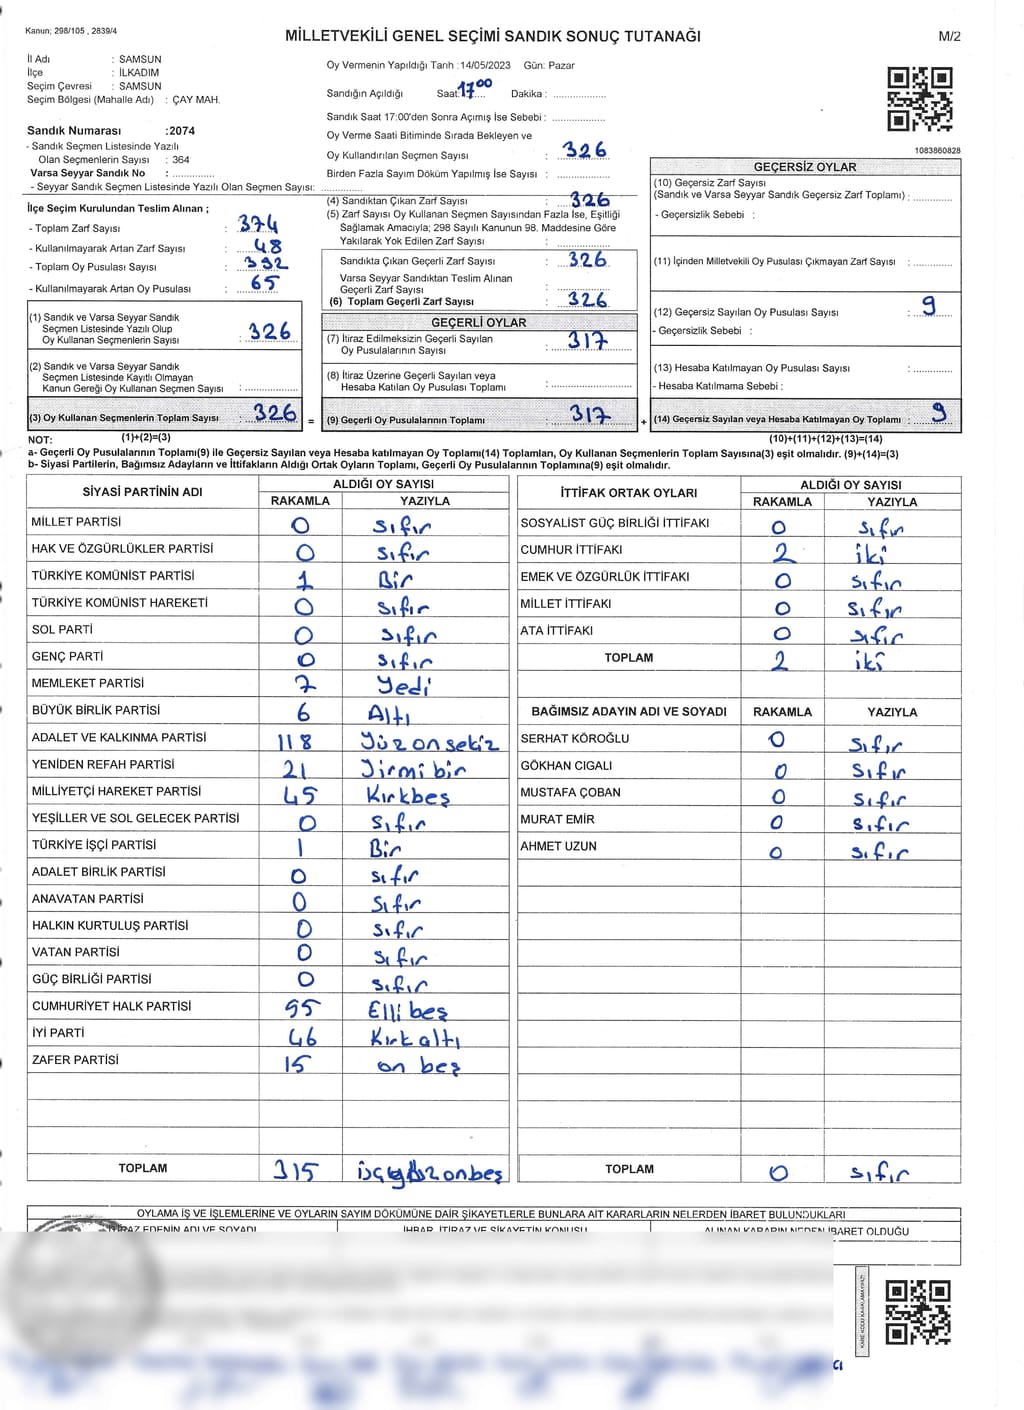 Kanun; 298/105 , 2839/4
MİLLETVEKİLİ GENEL SEÇİMİ SANDIK SONUÇ TUTANAĞI
M/2
İl Adı : SAMSUN
İlçe : İLKADIM
Seçim Çevresi : SAMSUN
Seçim Bölgesi (Mahalle Adı) : ÇAY MAH.
Sandık Numarası :2074
- Sandık Seçmen Listesinde Yazılı
Olan Seçmenlerin Sayısı : 364
Varsa Seyyar Sandık No : ..............
- Seyyar Sandık Seçmen Listesinde Yazılı Olan Seçmen Sayısı: ..............
İlçe Seçim Kurulundan Teslim Alınan ;
- Toplam Zarf Sayısı : 374
- Kullanılmayarak Artan Zarf Sayısı : 48
- Toplam Oy Pusulası Sayısı : 392
- Kullanılmayarak Artan Oy Pusulası : 65
(1) Sandık ve Varsa Seyyar Sandık
Seçmen Listesinde Yazılı Olup
Oy Kullanan Seçmenlerin Sayısı : 326
(2) Sandık ve Varsa Seyyar Sandık
Seçmen Listesinde Kayıtlı Olmayan
Kanun Gereği Oy Kullanan Seçmen Sayısı : ..............
(3) Oy Kullanan Seçmenlerin Toplam Sayısı : 326 =
Oy Vermenin Yapıldığı Tarih :14/05/2023 Gün: Pazar
Sandığın Açıldığı Saat: 17 00 Dakika : ..............
Sandık Saat 17:00'den Sonra Açımış İse Sebebi : ..............
Oy Verme Saati Bitiminde Sırada Bekleyen ve
Oy Kullandırılan Seçmen Sayısı : 326
Birden Fazla Sayım Döküm Yapılmış İse Sayısı : ..............
(4) Sandıktan Çıkan Zarf Sayısı : 326
(5) Zarf Sayısı Oy Kullanan Seçmen Sayısından Fazla İse, Eşitliği
Sağlamak Amacıyla; 298 Sayılı Kanunun 98. Maddesine Göre
Yakılarak Yok Edilen Zarf Sayısı : ..............
Sandıkta Çıkan Geçerli Zarf Sayısı : 326
Varsa Seyyar Sandıktan Teslim Alınan
Geçerli Zarf Sayısı : ..............
(6) Toplam Geçerli Zarf Sayısı : 326
GEÇERLİ OYLAR
(7) İtiraz Edilmeksizin Geçerli Sayılan
Oy Pusulalarının Sayısı : 317
(8) İtiraz Üzerine Geçerli Sayılan veya
Hesaba Katılan Oy Pusulası Toplamı : ..............
(9) Geçerli Oy Pusulalarının Toplamı : 317 +
1083860828
GEÇERSİZ OYLAR
(10) Geçersiz Zarf Sayısı
(Sandık ve Varsa Seyyar Sandık Geçersiz Zarf Toplamı) : ..............
- Geçersizlik Sebebi :
(11) İçinden Milletvekili Oy Pusulası Çıkmayan Zarf Sayısı : ..............
(12) Geçersiz Sayılan Oy Pusulası Sayısı : 9
- Geçersizlik Sebebi :
(13) Hesaba Katılmayan Oy Pusulası Sayısı : ..............
- Hesaba Katılmama Sebebi :
(14) Geçersiz Sayılan veya Hesaba Katılmayan Oy Toplamı : 9
NOT: (1)+(2)=(3) (10)+(11)+(12)+(13)=(14)
a- Geçerli Oy Pusulalarının Toplamı(9) ile Geçersiz Sayılan veya Hesaba katılmayan Oy Toplamı(14) Toplamları, Oy Kullanan Seçmenlerin Toplam Sayısına(3) eşit olmalıdır. (9)+(14)=(3)
b- Siyasi Partilerin, Bağımsız Adayların ve İttifakların Aldığı Ortak Oyların Toplamı, Geçerli Oy Pusulalarının Toplamına(9) eşit olmalıdır.
SİYASİ PARTİNİN ADI ALDIĞI OY SAYISI
RAKAMLA YAZIYLA
MİLLET PARTİSİ 0 sıfır
HAK VE ÖZGÜRLÜKLER PARTİSİ 0 sıfır
TÜRKİYE KOMÜNİST PARTİSİ 1 Bir
TÜRKİYE KOMÜNİST HAREKETİ 0 sıfır
SOL PARTİ 0 sıfır
GENÇ PARTİ 0 sıfır
MEMLEKET PARTİSİ 7 Yedi
BÜYÜK BİRLİK PARTİSİ 6 Altı
ADALET VE KALKINMA PARTİSİ 118 Yüz on sekiz
YENİDEN REFAH PARTİSİ 21 Yirmi bir
MİLLİYETÇİ HAREKET PARTİSİ 45 Kırkbeş
YEŞİLLER VE SOL GELECEK PARTİSİ 0 sıfır
TÜRKİYE İŞÇİ PARTİSİ 1 Bir
ADALET BİRLİK PARTİSİ 0 sıfır
ANAVATAN PARTİSİ 0 sıfır
HALKIN KURTULUŞ PARTİSİ 0 sıfır
VATAN PARTİSİ 0 sıfır
GÜÇ BİRLİĞİ PARTİSİ 0 sıfır
CUMHURİYET HALK PARTİSİ 55 Elli beş
İYİ PARTİ 46 Kırk altı
ZAFER PARTİSİ 15 on beş
TOPLAM 315 üçyüz onbeş
İTTİFAK ORTAK OYLARI ALDIĞI OY SAYISI
RAKAMLA YAZIYLA
SOSYALİST GÜÇ BİRLİĞİ İTTİFAKI 0 sıfır
CUMHUR İTTİFAKI 2 iki
EMEK VE ÖZGÜRLÜK İTTİFAKI 0 sıfır
MİLLET İTTİFAKI 0 sıfır
ATA İTTİFAKI 0 sıfır
TOPLAM 2 iki
BAĞIMSIZ ADAYIN ADI VE SOYADI RAKAMLA YAZIYLA
SERHAT KÖROĞLU 0 sıfır
GÖKHAN CIGALI 0 sıfır
MUSTAFA ÇOBAN 0 sıfır
MURAT EMİR 0 sıfır
AHMET UZUN 0 sıfır
TOPLAM 0 sıfır
OYLAMA İŞ VE İŞLEMLERİNE VE OYLARIN SAYIM DÖKÜMÜNE DAİR ŞİKAYETLERLE BUNLARA AİT KARARLARIN NELERDEN İBARET BULUNDUKLARI
İTİRAZ EDENİN ADI VE SOYADI İHBAR, İTİRAZ VE ŞİKAYETİN KONUSU ALINAN KARARIN NEDEN İBARET OLDUĞU